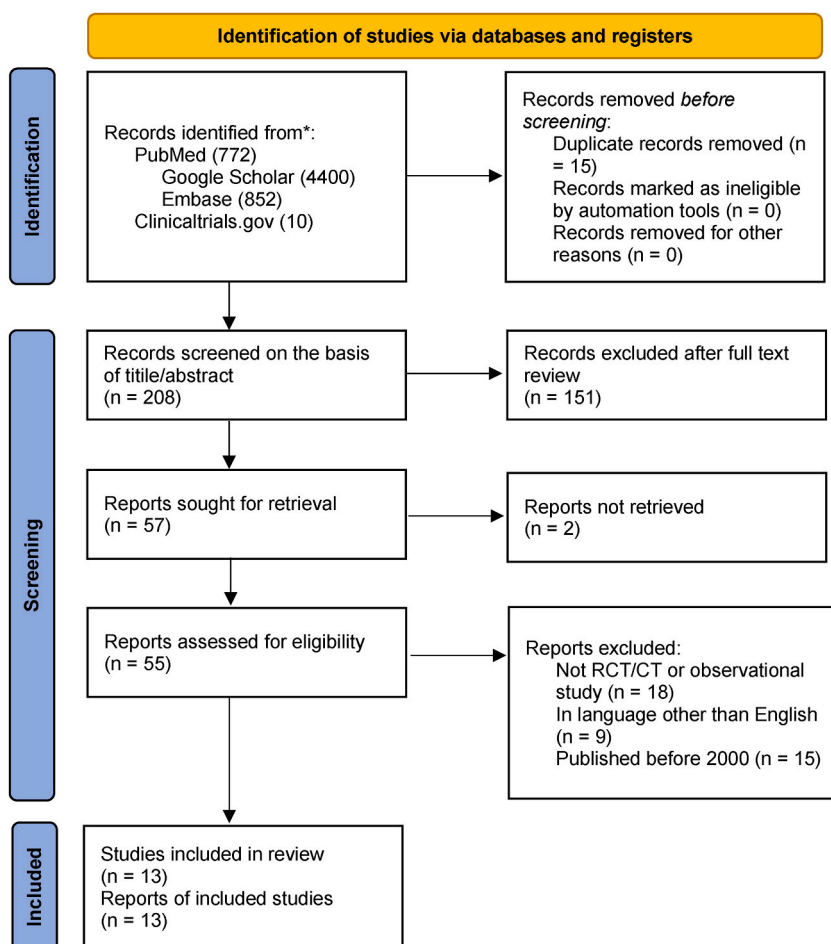 Identification of studies via databases and registers
Identification
Records identified from*:
PubMed (772)
Google Scholar (4400)
Embase (852)
Clinicaltrials.gov (10)
Records removed before
screening:
Duplicate records removed (n
= 15)
Records marked as ineligible
by automation tools (n = 0)
Records removed for other
reasons (n = 0)
Screening
Records screened on the basis
of titile/abstract
(n = 208)
Records excluded after full text
review
(n = 151)
Reports sought for retrieval
(n = 57)
Reports not retrieved
(n = 2)
Reports assessed for eligibility
(n = 55)
Reports excluded:
Not RCT/CT or observational
study (n = 18)
In language other than English
(n = 9)
Published before 2000 (n = 15)
Included
Studies included in review
(n = 13)
Reports of included studies
(n = 13)